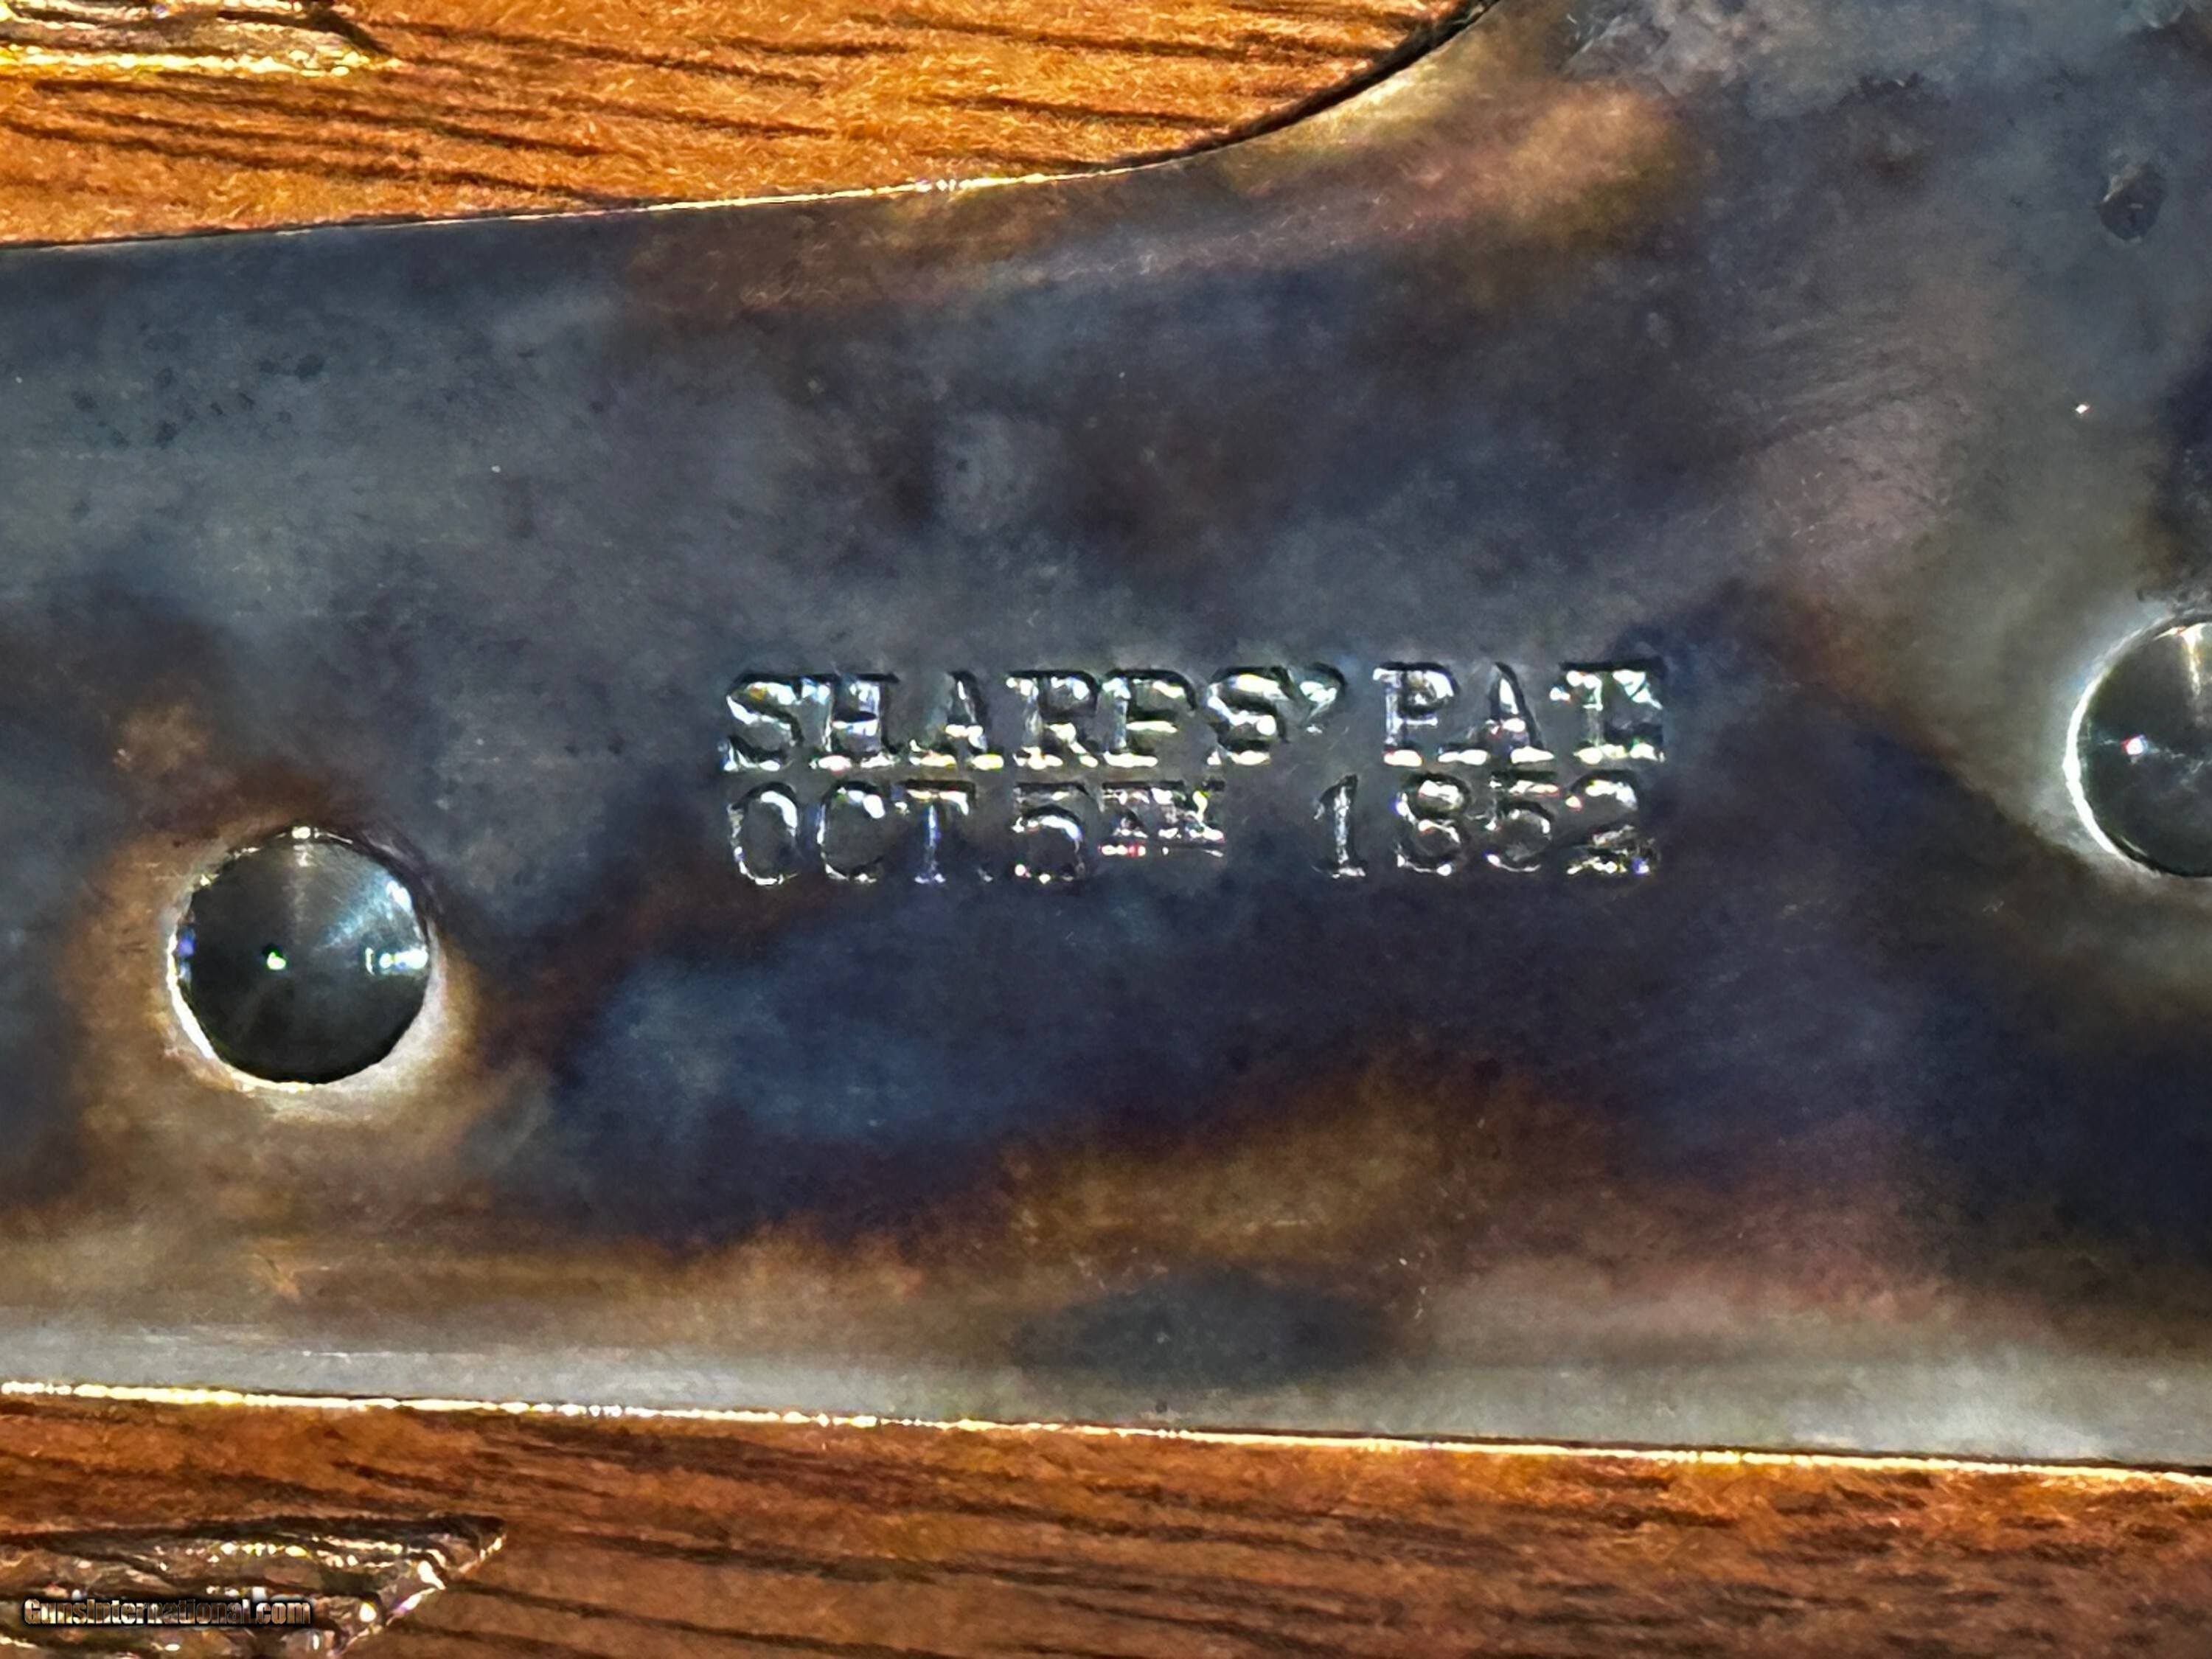 SHARPS' PAT.
OCT. 5TH 1852
GunsInternational.com